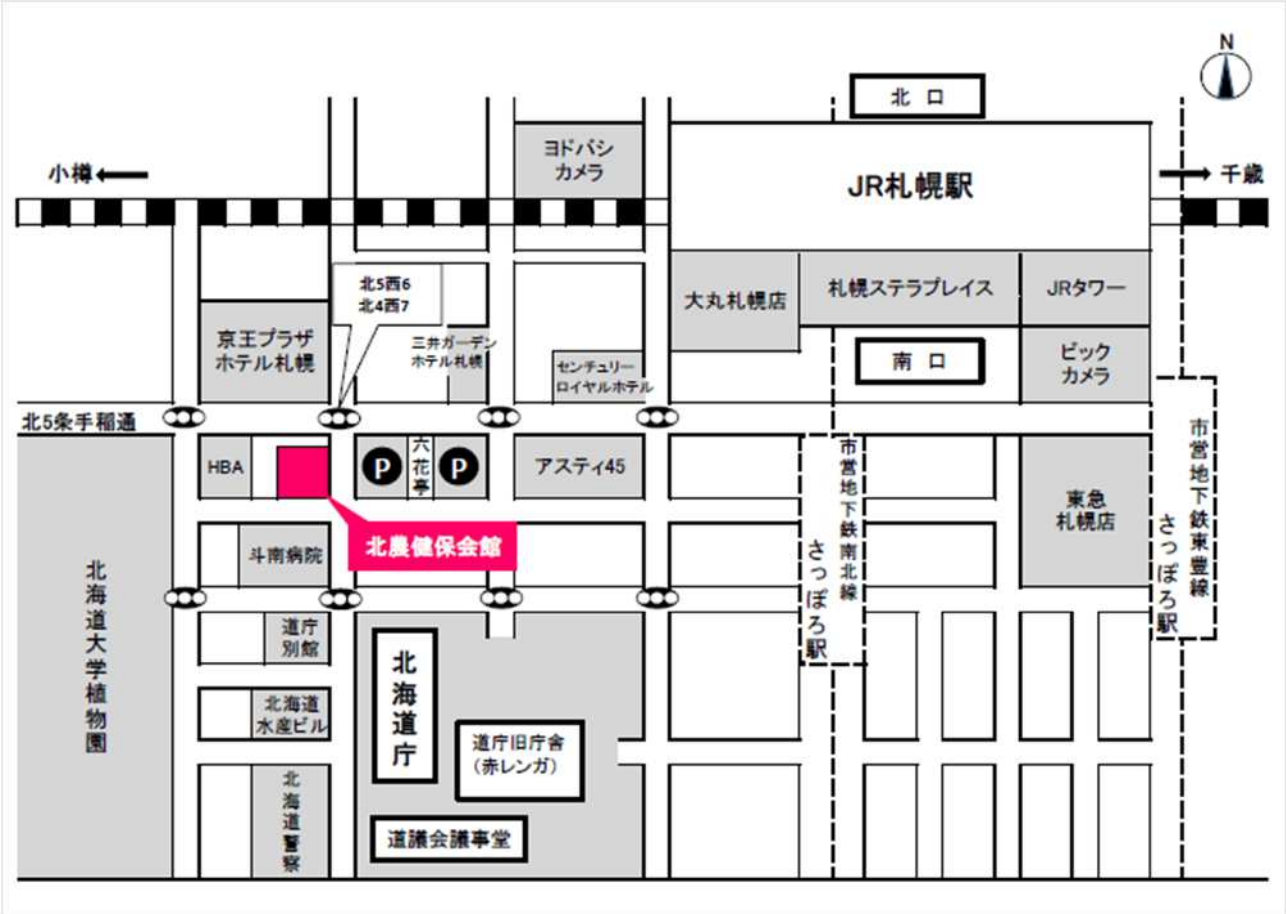 N
北口
ヨドバシ
カメラ
小樽
JR札幌駅
千歳
北5西6
北4西7
大丸札幌店
札幌ステラプレイス
JRタワー
京王プラザ
ホテル札幌
三井ガーデン
ホテル札幌
センチュリー
ロイヤルホテル
南口
ビック
カメラ
北5条手稲通
HBA
P
六花亭
P
アスティ45
市営地下鉄南北線
さっぽろ駅
東急
札幌店
市営地下鉄東豊線
さっぽろ駅
北農健保会館
斗南病院
北海道大学植物園
道庁
別館
北海道庁
北海道
水産ビル
道庁旧庁舎
(赤レンガ)
北海道警察
道議会議事堂